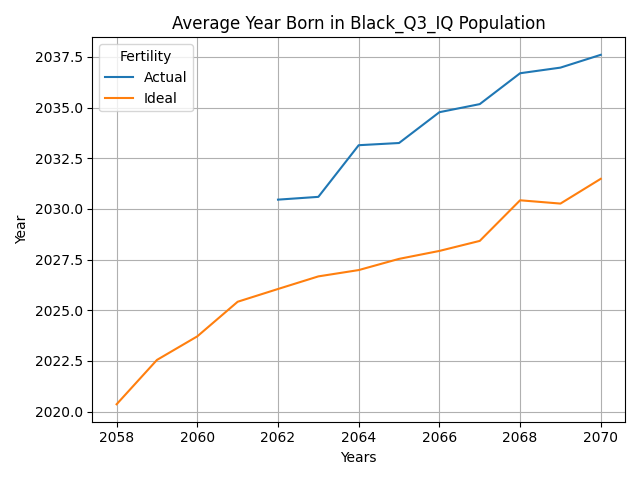 Average Year Born in Black_Q3_IQ Population
Fertility
Actual
Ideal
2037.5
2035.0
2032.5
2030.0
2027.5
2025.0
2022.5
2020.0
Year
2058 2060 2062 2064 2066 2068 2070
Years